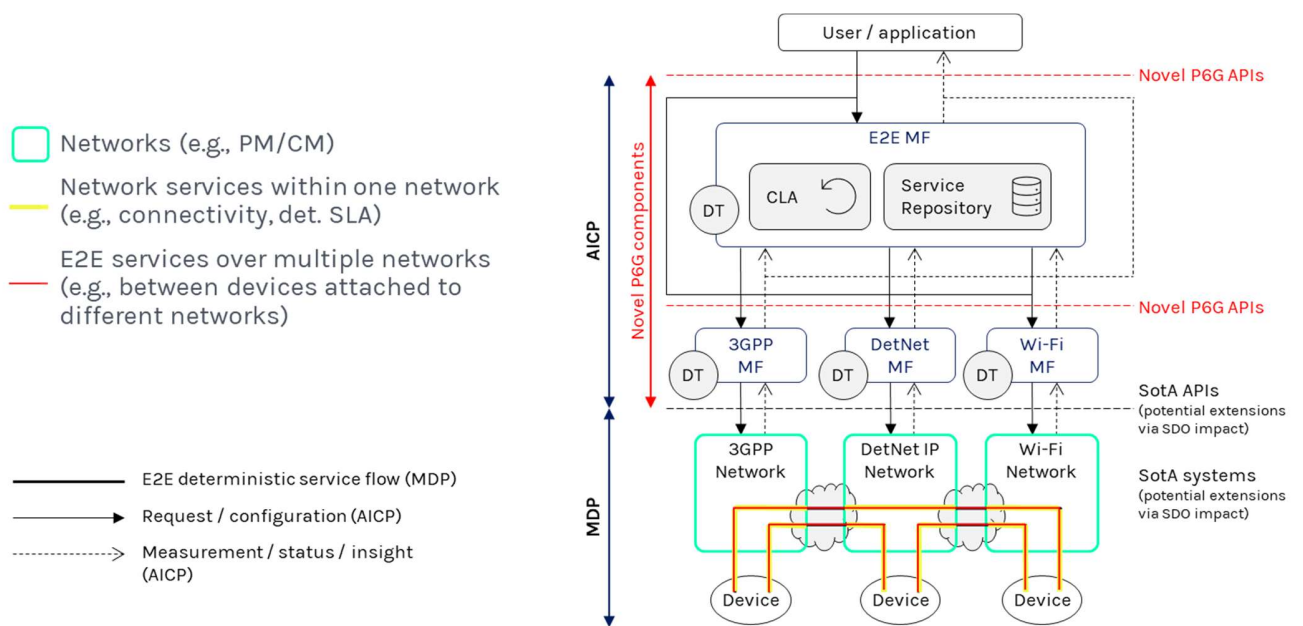 Networks (e.g., PM/CM)
Network services within one network
(e.g., connectivity, det. SLA)
E2E services over multiple networks
(e.g., between devices attached to
different networks)
E2E deterministic service flow (MDP)
Request / configuration (AICP)
Measurement / status / insight
(AICP)
User / application
Novel P6G APIs
AICP
Novel P6G components
E2E MF
CLA
Service
Repository
DT
Novel P6G APIs
3GPP
MF
DT
DetNet
MF
DT
Wi-Fi
MF
DT
SotA APIs
(potential extensions
via SDO impact)
MDP
3GPP
Network
DetNet IP
Network
Wi-Fi
Network
SotA systems
(potential extensions
via SDO impact)
Device
Device
Device